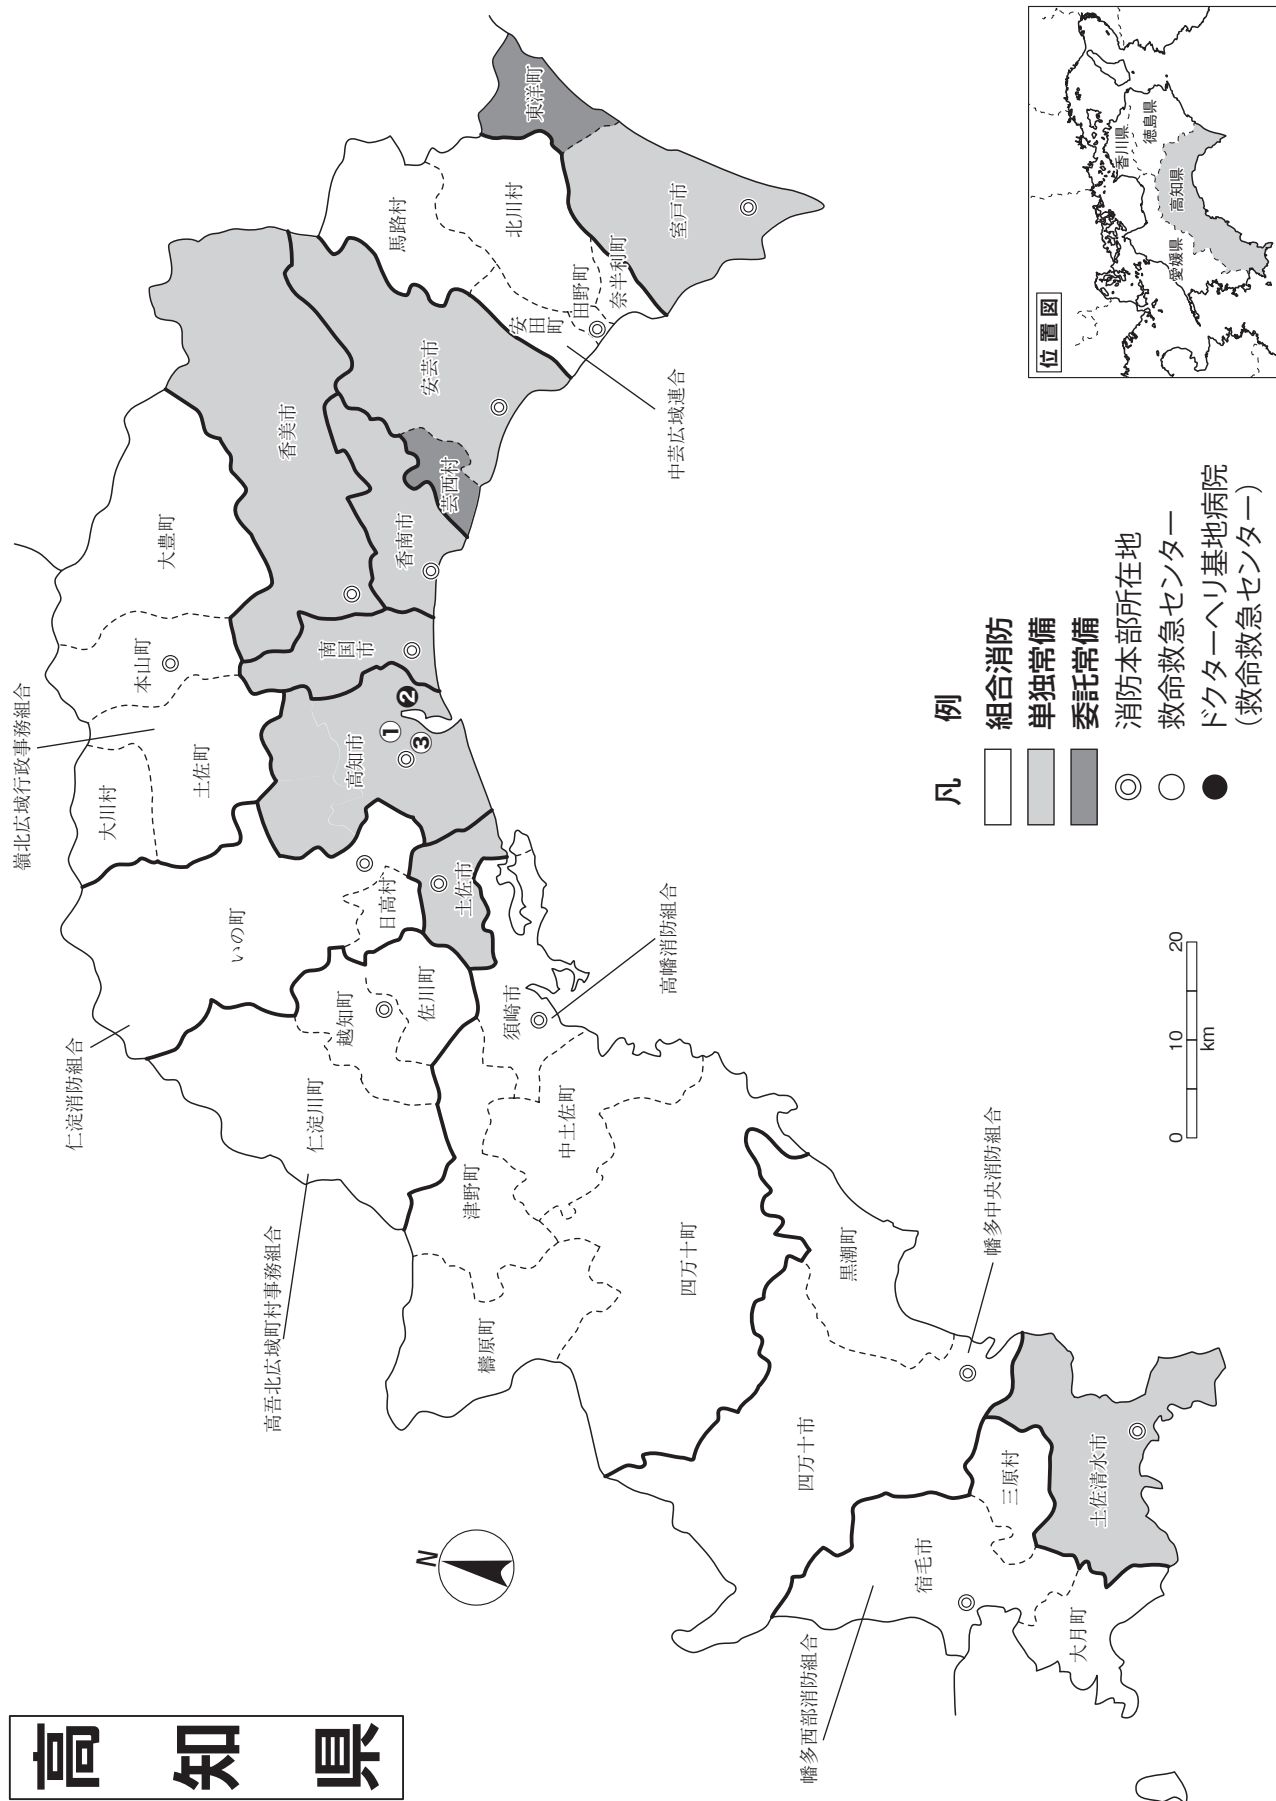 高知県
N
嶺北広域行政事務組合
大川村
土佐町
本山町
大豊町
仁淀消防組合
いの町
日高村
高吾北広域町村事務組合
仁淀川町
越知町
佐川町
高知市
①
❷
③
南国市
香美市
香南市
芸西村
安芸市
馬路村
北川村
安田町
田野町
奈半利町
中芸広域連合
東洋町
室戸市
土佐市
須崎市
高幡消防組合
津野町
中土佐町
檮原町
四万十町
黒潮町
幡多中央消防組合
四万十市
三原村
土佐清水市
宿毛市
大月町
幡多西部消防組合
0 10 20
km
凡例
組合消防
単独常備
委託常備
消防本部所在地
救命救急センター
ドクターヘリ基地病院
(救命救急センター)
位置図
香川県
徳島県
愛媛県
高知県